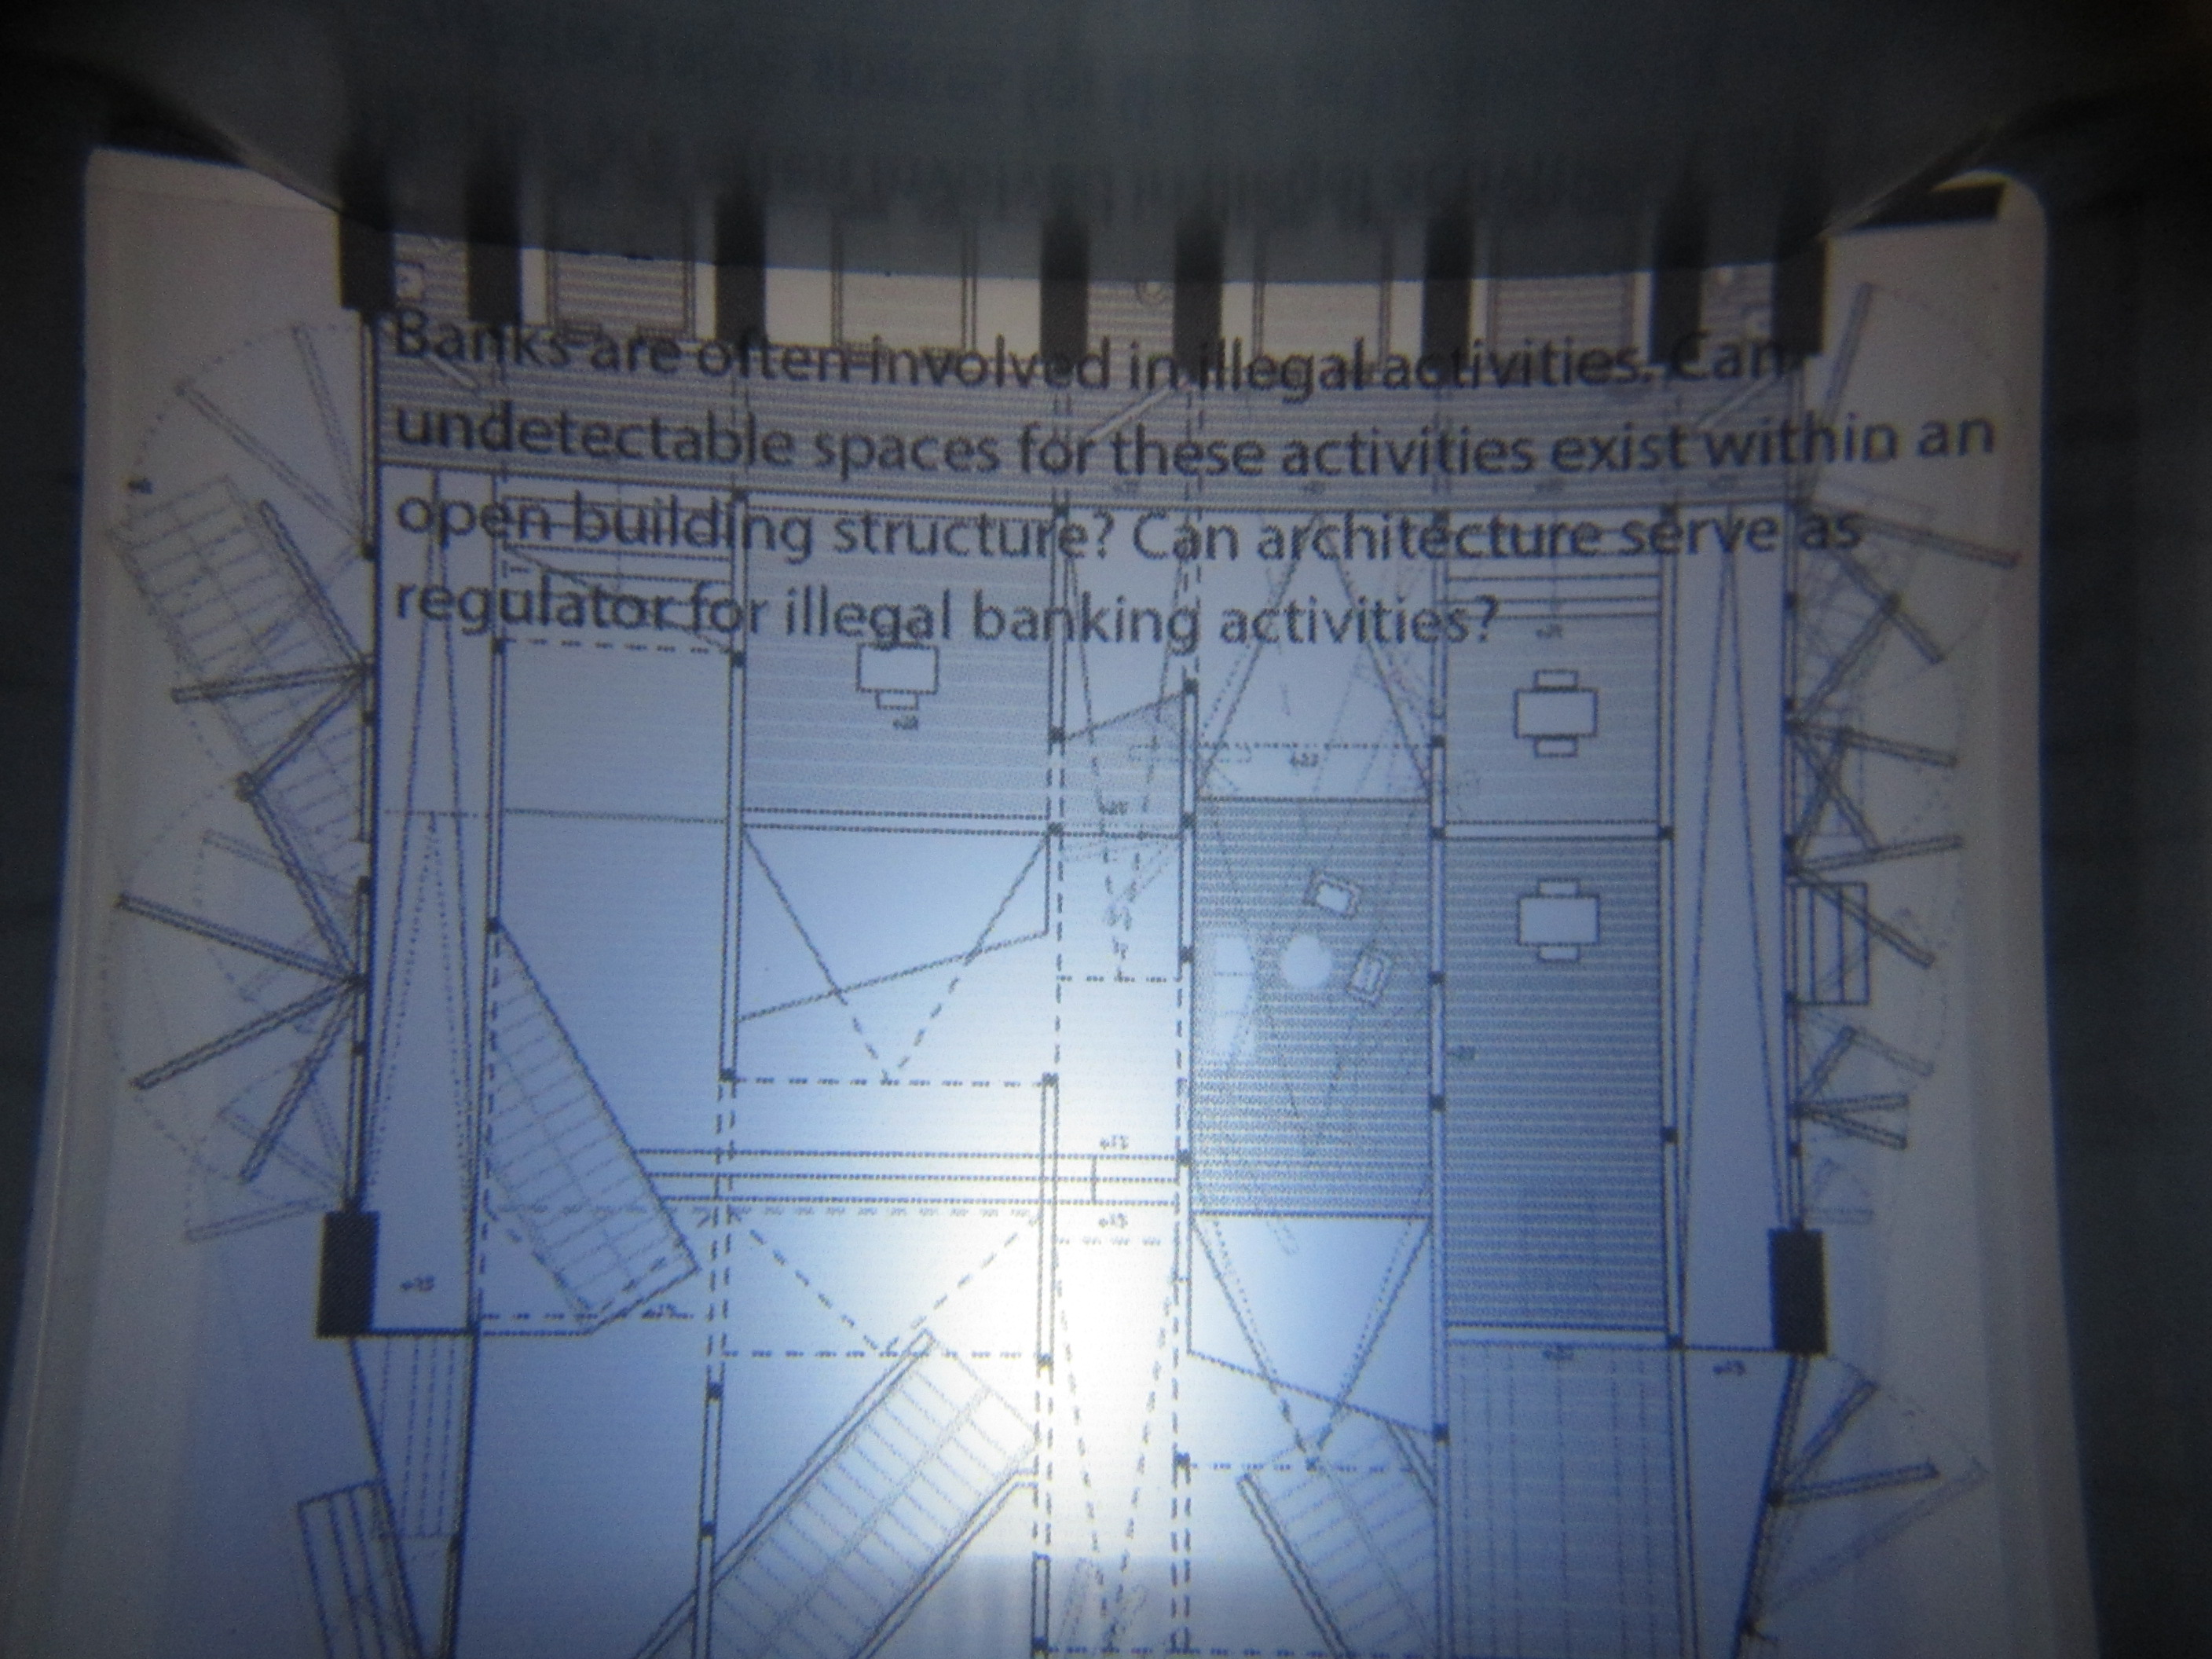 Banks are often involved in illegal activities. Can
undetectable spaces for these activities exist within an
open building structure? Can architecture serve as
regulator for illegal banking activities?